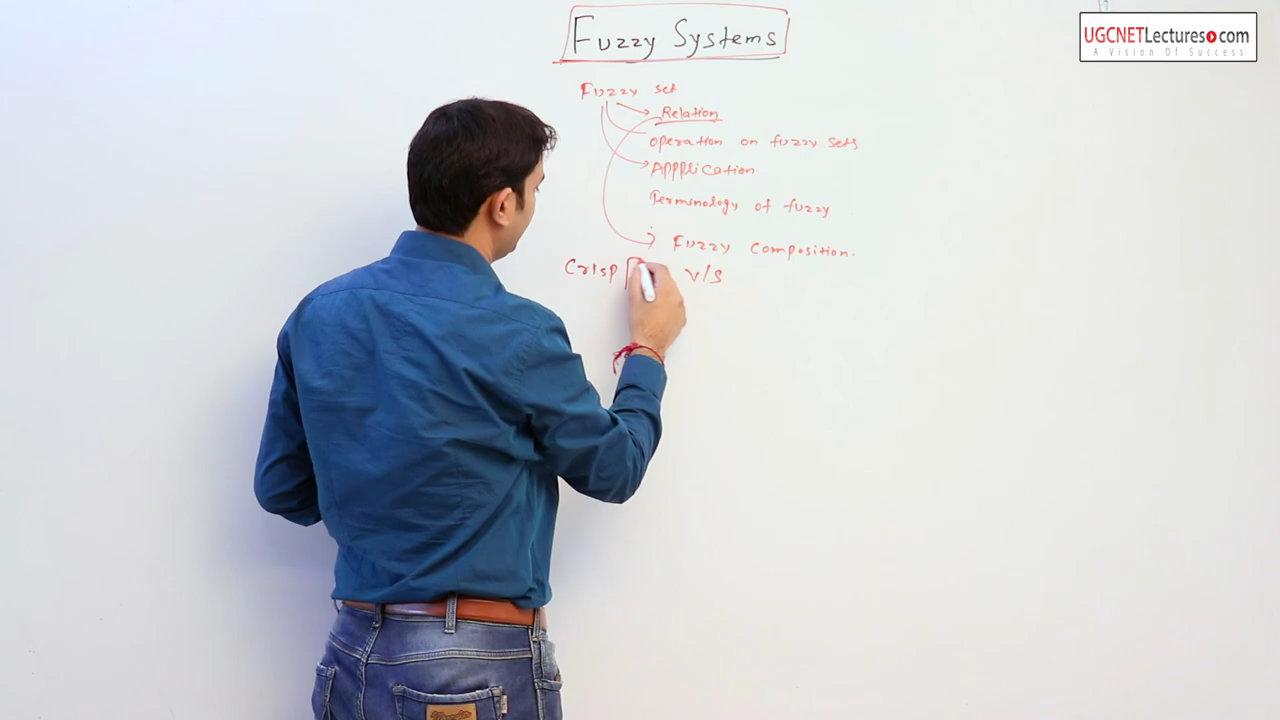 Fuzzy Systems
UGCNETLectures.com
A Vision Of Success
Fuzzy set
Relation
operation on fuzzy sets
Appplication
Terminology of fuzzy
Fuzzy composition.
Crisp v/s